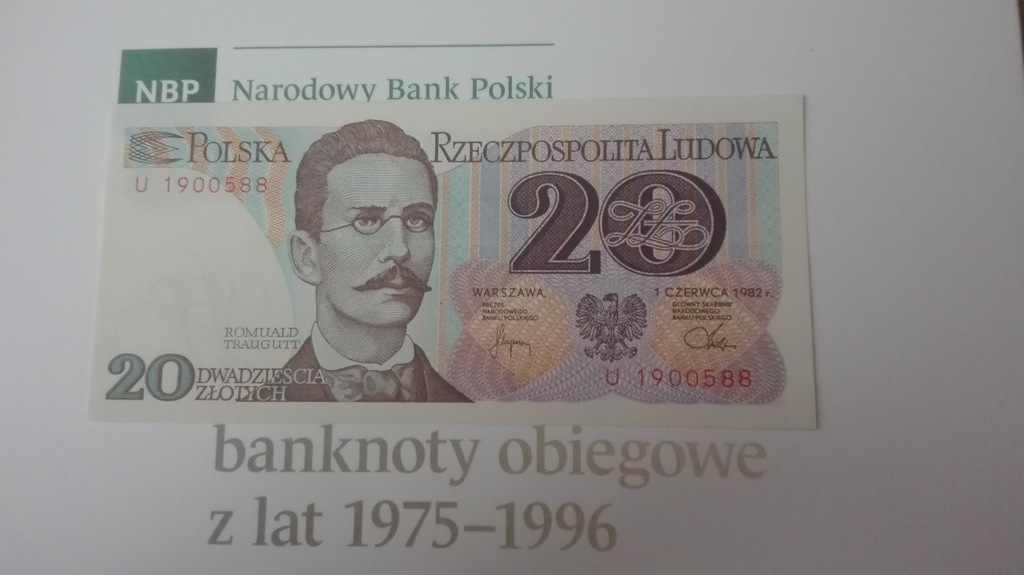 NBP Narodowy Bank Polski
POLSKA RZECZPOSPOLITA LUDOWA
U 1900588
20
WARSZAWA, 1 CZERWCA 1982 r.
PREZES
NARODOWEGO
BANKU POLSKIEGO
GŁÓWNY SKARBNIK
NARODOWEGO
BANKU POLSKIEGO
ROMUALD
TRAUGUTT
U 1900588
20 DWADZIEŚCIA
ZŁOTYCH
banknoty obiegowe
z lat 1975–1996